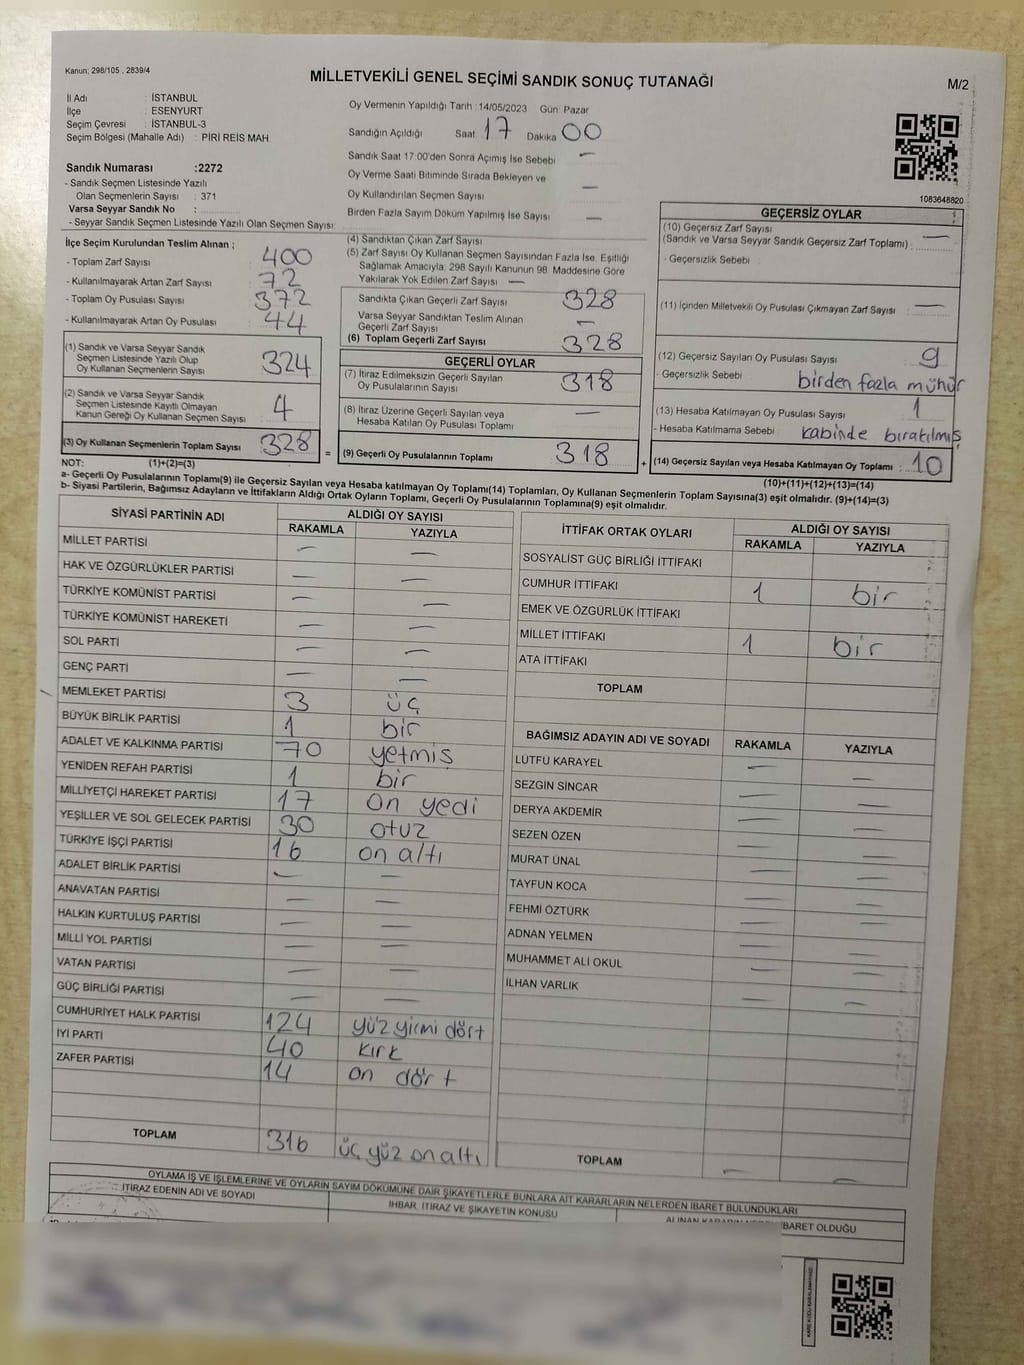 Kanun; 298/105 , 2839/4
MİLLETVEKİLİ GENEL SEÇİMİ SANDIK SONUÇ TUTANAĞI
M/2
İl Adı : İSTANBUL
İlçe : ESENYURT
Seçim Çevresi : İSTANBUL-3
Seçim Bölgesi (Mahalle Adı) : PİRİ REİS MAH.
Sandık Numarası :2272
- Sandık Seçmen Listesinde Yazılı
Olan Seçmenlerin Sayısı : 371
Varsa Seyyar Sandık No :
- Seyyar Sandık Seçmen Listesinde Yazılı Olan Seçmen Sayısı:
Oy Vermenin Yapıldığı Tarih :14/05/2023 Gün: Pazar
Sandığın Açıldığı Saat 17 Dakika 00
Sandık Saat 17:00'den Sonra Açımış İse Sebebi —
Oy Verme Saati Bitiminde Sırada Bekleyen ve
Oy Kullandırılan Seçmen Sayısı —
Birden Fazla Sayım Döküm Yapılmış İse Sayısı —
1083648820
İlçe Seçim Kurulundan Teslim Alınan ;
- Toplam Zarf Sayısı : 400
- Kullanılmayarak Artan Zarf Sayısı : 72
- Toplam Oy Pusulası Sayısı : 372
- Kullanılmayarak Artan Oy Pusulası : 44
(1) Sandık ve Varsa Seyyar Sandık
Seçmen Listesinde Yazılı Olup
Oy Kullanan Seçmenlerin Sayısı : 324
(2) Sandık ve Varsa Seyyar Sandık
Seçmen Listesinde Kayıtlı Olmayan
Kanun Gereği Oy Kullanan Seçmen Sayısı : 4
(3) Oy Kullanan Seçmenlerin Toplam Sayısı : 328
(4) Sandıktan Çıkan Zarf Sayısı
(5) Zarf Sayısı Oy Kullanan Seçmen Sayısından Fazla İse, Eşitliği
Sağlamak Amacıyla, 298 Sayılı Kanunun 98. Maddesine Göre
Yakılarak Yok Edilen Zarf Sayısı : —
Sandıkta Çıkan Geçerli Zarf Sayısı : 328
Varsa Seyyar Sandıktan Teslim Alınan
Geçerli Zarf Sayısı : —
(6) Toplam Geçerli Zarf Sayısı : 328
GEÇERLİ OYLAR
(7) İtiraz Edilmeksizin Geçerli Sayılan
Oy Pusulalarının Sayısı : 318
(8) İtiraz Üzerine Geçerli Sayılan veya
Hesaba Katılan Oy Pusulası Toplamı : —
= (9) Geçerli Oy Pusulalarının Toplamı : 318
GEÇERSİZ OYLAR
(10) Geçersiz Zarf Sayısı
(Sandık ve Varsa Seyyar Sandık Geçersiz Zarf Toplamı) : —
- Geçersizlik Sebebi :
(11) İçinden Milletvekili Oy Pusulası Çıkmayan Zarf Sayısı : —
(12) Geçersiz Sayılan Oy Pusulası Sayısı : 9
- Geçersizlik Sebebi : birden fazla mühür
(13) Hesaba Katılmayan Oy Pusulası Sayısı : 1
- Hesaba Katılmama Sebebi : kabinde bırakılmış
+ (14) Geçersiz Sayılan veya Hesaba Katılmayan Oy Toplamı : 10
NOT: (1)+(2)=(3)
(10)+(11)+(12)+(13)=(14)
a- Geçerli Oy Pusulalarının Toplamı(9) ile Geçersiz Sayılan veya Hesaba katılmayan Oy Toplamı(14) Toplamları, Oy Kullanan Seçmenlerin Toplam Sayısına(3) eşit olmalıdır. (9)+(14)=(3)
b- Siyasi Partilerin, Bağımsız Adayların ve İttifakların Aldığı Ortak Oyların Toplamı, Geçerli Oy Pusulalarının Toplamına(9) eşit olmalıdır.
SİYASİ PARTİNİN ADI ALDIĞI OY SAYISI
RAKAMLA YAZIYLA
MİLLET PARTİSİ — —
HAK VE ÖZGÜRLÜKLER PARTİSİ — —
TÜRKİYE KOMÜNİST PARTİSİ — —
TÜRKİYE KOMÜNİST HAREKETİ — —
SOL PARTİ — —
GENÇ PARTİ — —
MEMLEKET PARTİSİ 3 üç
BÜYÜK BİRLİK PARTİSİ 1 bir
ADALET VE KALKINMA PARTİSİ 70 yetmiş
YENİDEN REFAH PARTİSİ 1 bir
MİLLİYETÇİ HAREKET PARTİSİ 17 on yedi
YEŞİLLER VE SOL GELECEK PARTİSİ 30 otuz
TÜRKİYE İŞÇİ PARTİSİ 16 on altı
ADALET BİRLİK PARTİSİ — —
ANAVATAN PARTİSİ — —
HALKIN KURTULUŞ PARTİSİ — —
MİLLİ YOL PARTİSİ — —
VATAN PARTİSİ — —
GÜÇ BİRLİĞİ PARTİSİ — —
CUMHURİYET HALK PARTİSİ 124 yüz yirmi dört
İYİ PARTİ 40 kırk
ZAFER PARTİSİ 14 on dört
TOPLAM 316 üç yüz on altı
İTTİFAK ORTAK OYLARI ALDIĞI OY SAYISI
RAKAMLA YAZIYLA
SOSYALİST GÜÇ BİRLİĞİ İTTİFAKI
CUMHUR İTTİFAKI 1 bir
EMEK VE ÖZGÜRLÜK İTTİFAKI
MİLLET İTTİFAKI 1 bir
ATA İTTİFAKI
TOPLAM
BAĞIMSIZ ADAYIN ADI VE SOYADI RAKAMLA YAZIYLA
LÜTFÜ KARAYEL — —
SEZGİN SİNCAR — —
DERYA AKDEMİR — —
SEZEN ÖZEN — —
MURAT ÜNAL — —
TAYFUN KOCA — —
FEHMİ ÖZTÜRK — —
ADNAN YELMEN — —
MUHAMMET ALİ OKUL — —
İLHAN VARLIK — —
TOPLAM — —
OYLAMA İŞ VE İŞLEMLERİNE VE OYLARIN SAYIM DÖKÜMÜNE DAİR ŞİKAYETLERLE BUNLARA AİT KARARLARIN NELERDEN İBARET BULUNDUKLARI
İTİRAZ EDENİN ADI VE SOYADI
İHBAR, İTİRAZ VE ŞİKAYETİN KONUSU
İBARET OLDUĞU